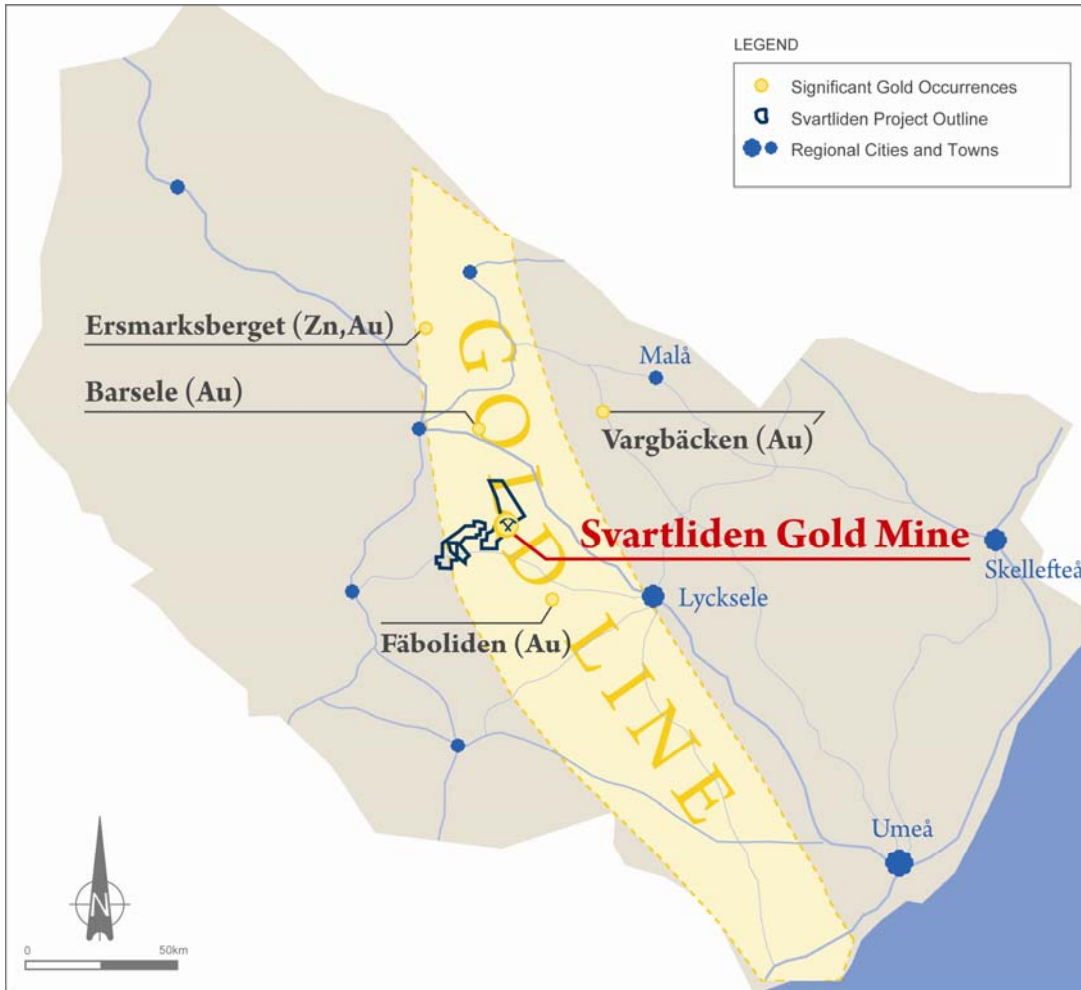 LEGEND
Significant Gold Occurrences
Svartliden Project Outline
Regional Cities and Towns
Ersmarksberget (Zn,Au)
Malå
Barsele (Au)
Vargbäcken (Au)
GOLD LINE
Svartliden Gold Mine
Skellefteå
Lycksele
Fäboliden (Au)
Umeå
N
0 50km